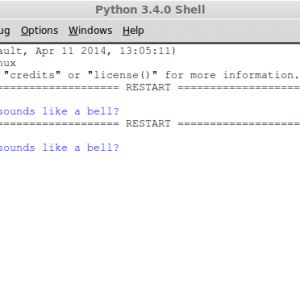 Python 3.4.0 Shell
ug Options Windows Help
ault, Apr 11 2014, 13:05:11)
nux
"credits" or "license()" for more information.
==================== RESTART ====================
sounds like a bell?
==================== RESTART ====================
sounds like a bell?